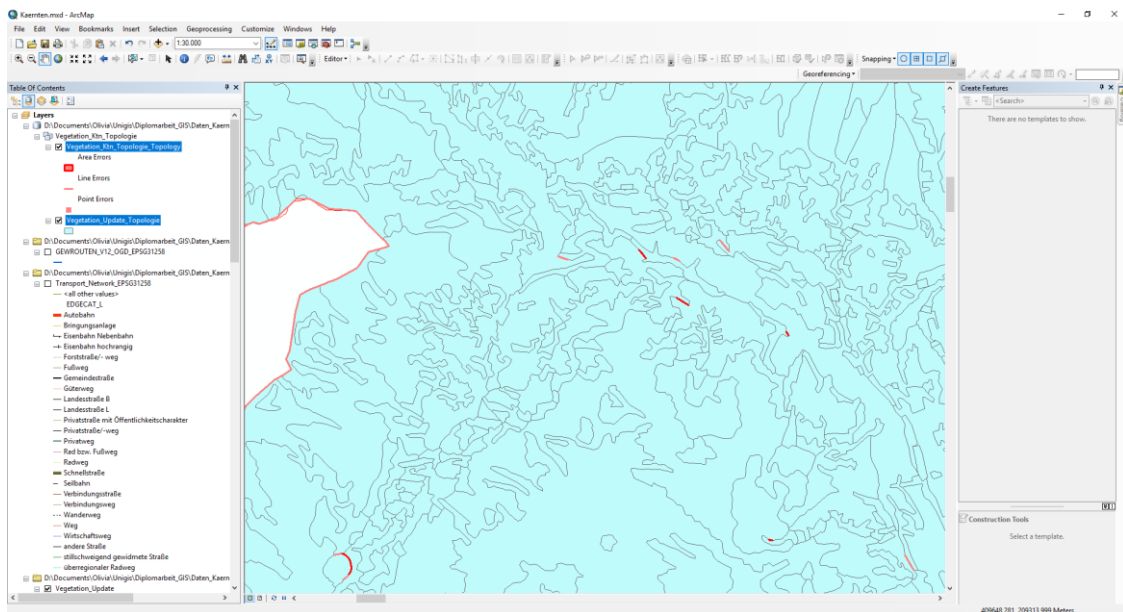 Kaernten.mxd - ArcMap
File Edit View Bookmarks Insert Selection Geoprocessing Customize Windows Help
1:30.000
Editor
Snapping
Georeferencing
Table Of Contents
Layers
D:\Documents\Olivia\Unigis\Diplomarbeit_GIS\Daten_Kaern
Vegetation_Ktn_Topologie
Vegetation_Ktn_Topologie_Topology
Area Errors
Line Errors
Point Errors
Vegetation_Update_Topologie
D:\Documents\Olivia\Unigis\Diplomarbeit_GIS\Daten_Kaern
GEWROUTEN_V12_OGD_EPSG31258
D:\Documents\Olivia\Unigis\Diplomarbeit_GIS\Daten_Kaern
Transport_Network_EPSG31258
<all other values>
EDGECAT_L
Autobahn
Bringungsanlage
Eisenbahn Nebenbahn
Eisenbahn hochrangig
Forststraße/- weg
Fußweg
Gemeindestraße
Güterweg
Landesstraße B
Landesstraße L
Privatstraße mit Öffentlichkeitscharakter
Privatstraße/-weg
Privatweg
Rad bzw. Fußweg
Radweg
Schnellstraße
Seilbahn
Verbindungsstraße
Verbindungsweg
Wanderweg
Weg
Wirtschaftsweg
andere Straße
stillschweigend gewidmete Straße
überregionaler Radweg
D:\Documents\Olivia\Unigis\Diplomarbeit_GIS\Daten_Kaern
Vegetation_Update
Create Features
<Search>
There are no templates to show.
Construction Tools
Select a template.
409648,281 209313,999 Meters